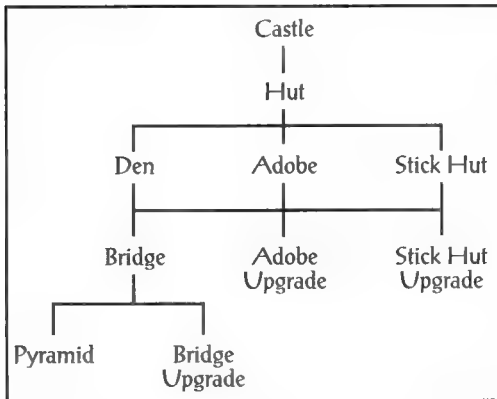 Castle
Hut
Den Adobe Stick Hut
Bridge Adobe Upgrade Stick Hut Upgrade
Pyramid Bridge Upgrade